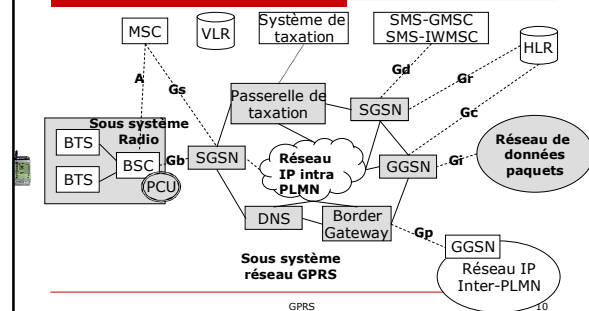 MSC
VLR
Système de
taxation
SMS-GMSC
SMS-IWMSC
HLR
A
Gs
Gd
Gr
Gc
Passerelle de
taxation
SGSN
Sous système
Radio
BTS
BTS
BSC
PCU
Gb
SGSN
Réseau
IP intra
PLMN
GGSN
Gi
Réseau de
données
paquets
DNS
Border
Gateway
Gp
GGSN
Réseau IP
Inter-PLMN
Sous système
réseau GPRS
GPRS
10